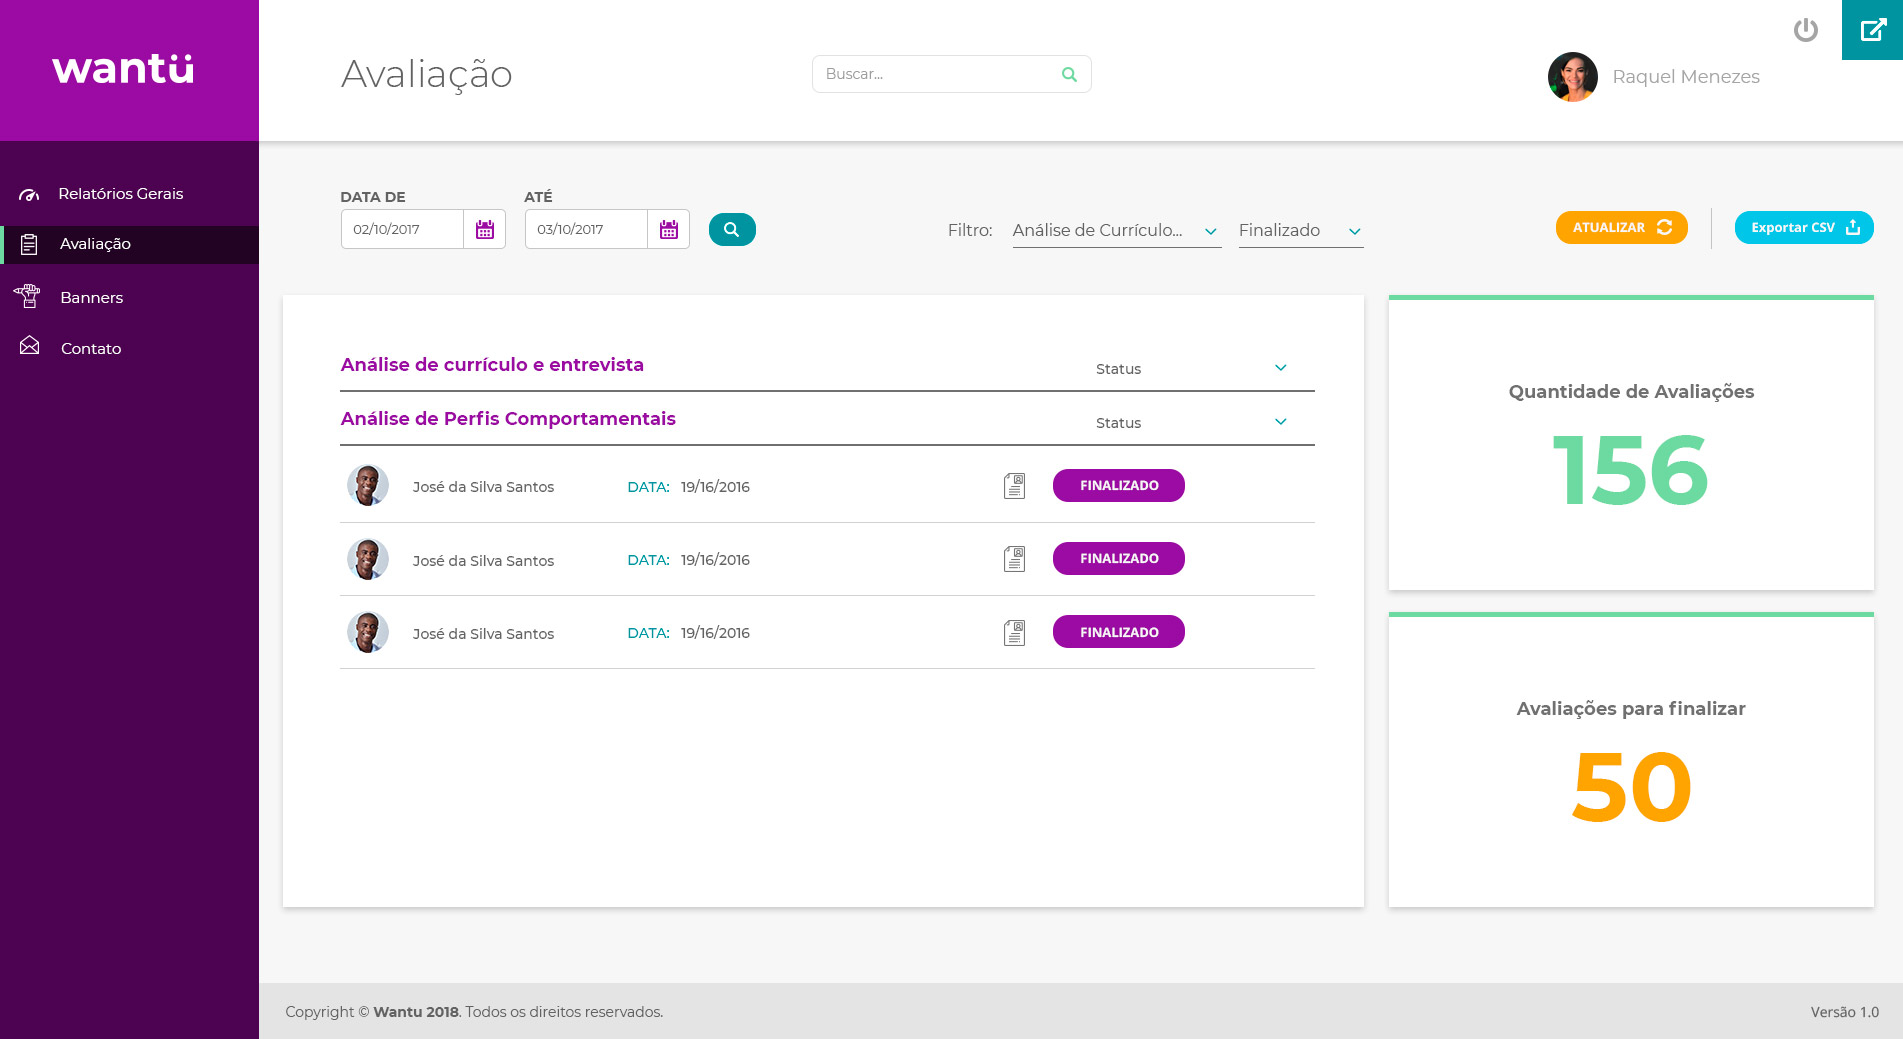 wantü
Avaliação
Buscar...
Raquel Menezes
Relatórios Gerais
Avaliação
Banners
Contato
DATA DE
02/10/2017
ATÉ
03/10/2017
Filtro: Análise de Currículo... Finalizado
ATUALIZAR
Exportar CSV
Análise de currículo e entrevista Status
Análise de Perfis Comportamentais Status
José da Silva Santos DATA: 19/16/2016 FINALIZADO
José da Silva Santos DATA: 19/16/2016 FINALIZADO
José da Silva Santos DATA: 19/16/2016 FINALIZADO
Quantidade de Avaliações
156
Avaliações para finalizar
50
Copyright © Wantu 2018. Todos os direitos reservados.
Versão 1.0